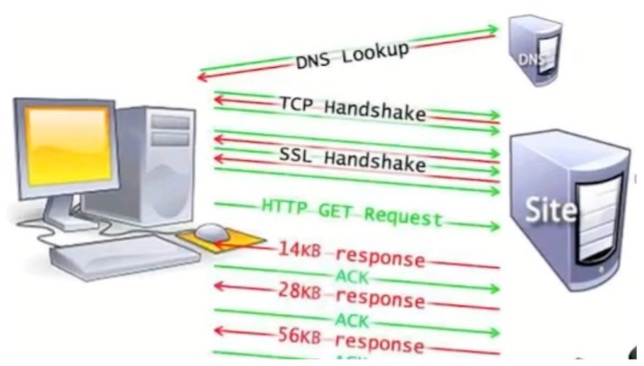 DNS Lookup
DNS
TCP Handshake
SSL Handshake
Site
HTTP GET Request
14KB response
ACK
28KB response
ACK
56KB response